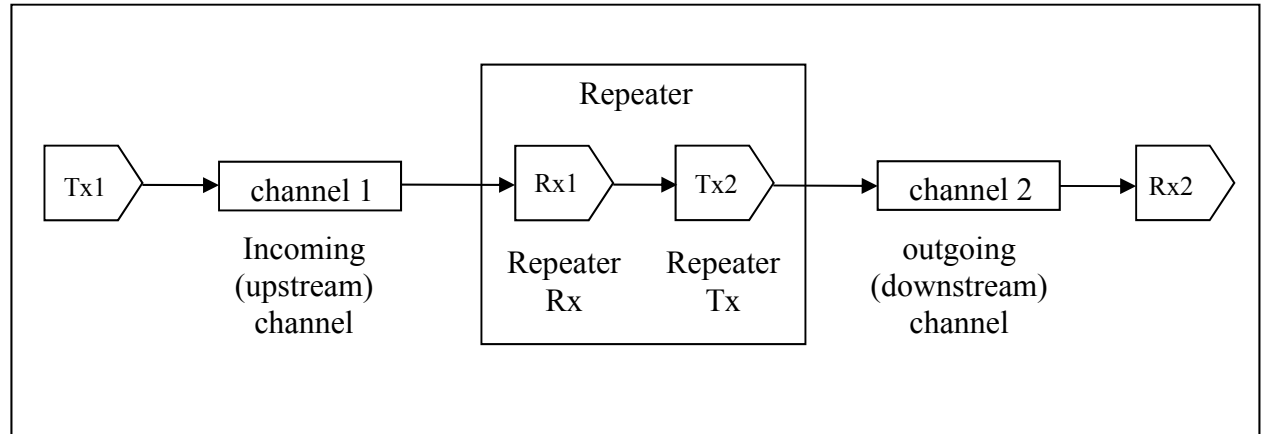 Repeater
Tx1
channel 1
Rx1
Tx2
channel 2
Rx2
Incoming
(upstream)
channel
Repeater
Rx
Repeater
Tx
outgoing
(downstream)
channel